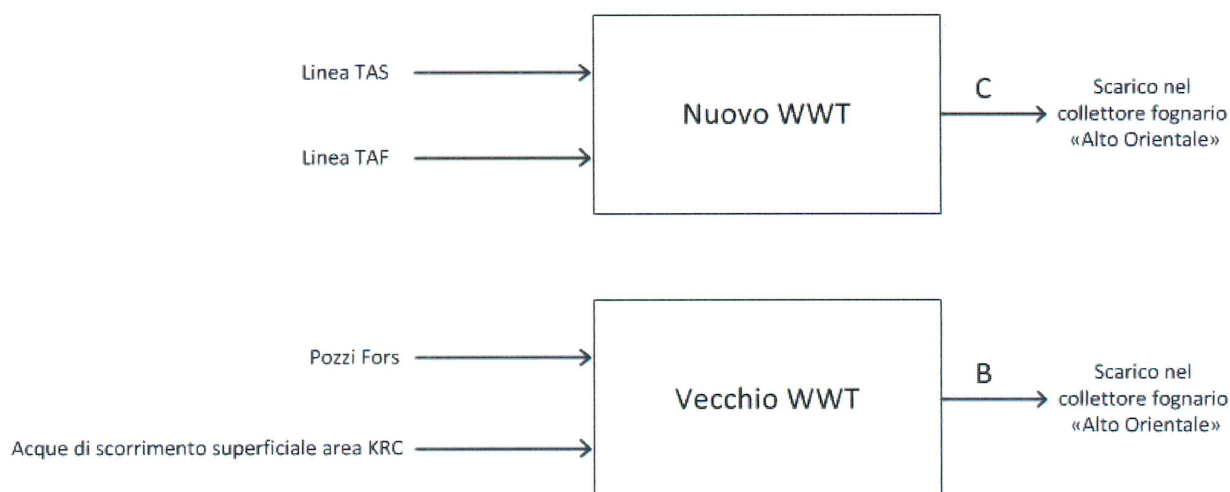 Linea TAS
Linea TAF
Nuovo WWT
C
Scarico nel
collettore fognario
«Alto Orientale»
Pozzi Fors
Acque di scorrimento superficiale area KRC
Vecchio WWT
B
Scarico nel
collettore fognario
«Alto Orientale»